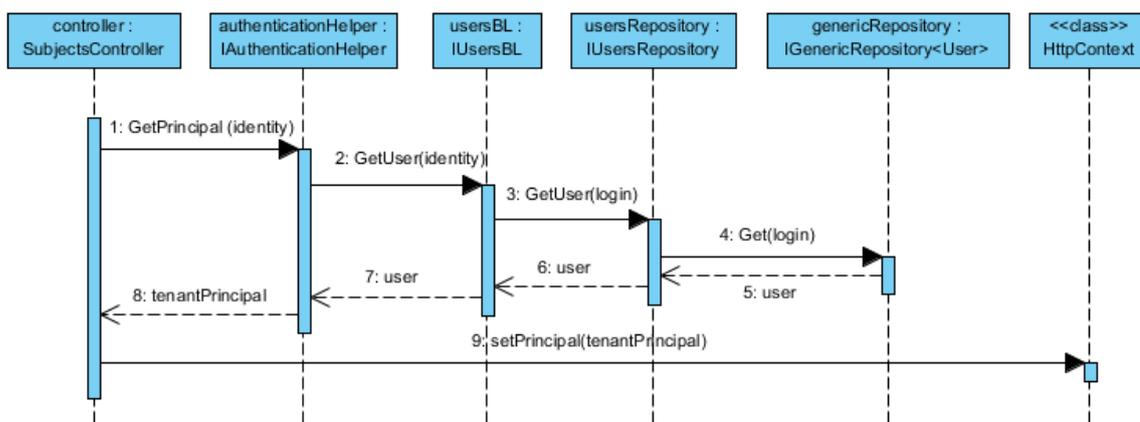 controller :
SubjectsController
authenticationHelper :
IAuthenticationHelper
usersBL :
IUsersBL
usersRepository :
IUsersRepository
genericRepository :
IGenericRepository<User>
<<class>>
HttpContext
1: GetPrincipal (identity)
2: GetUser(identity)
3: GetUser(login)
4: Get(login)
5: user
6: user
7: user
8: tenantPrincipal
9: setPrincipal(tenantPrincipal)